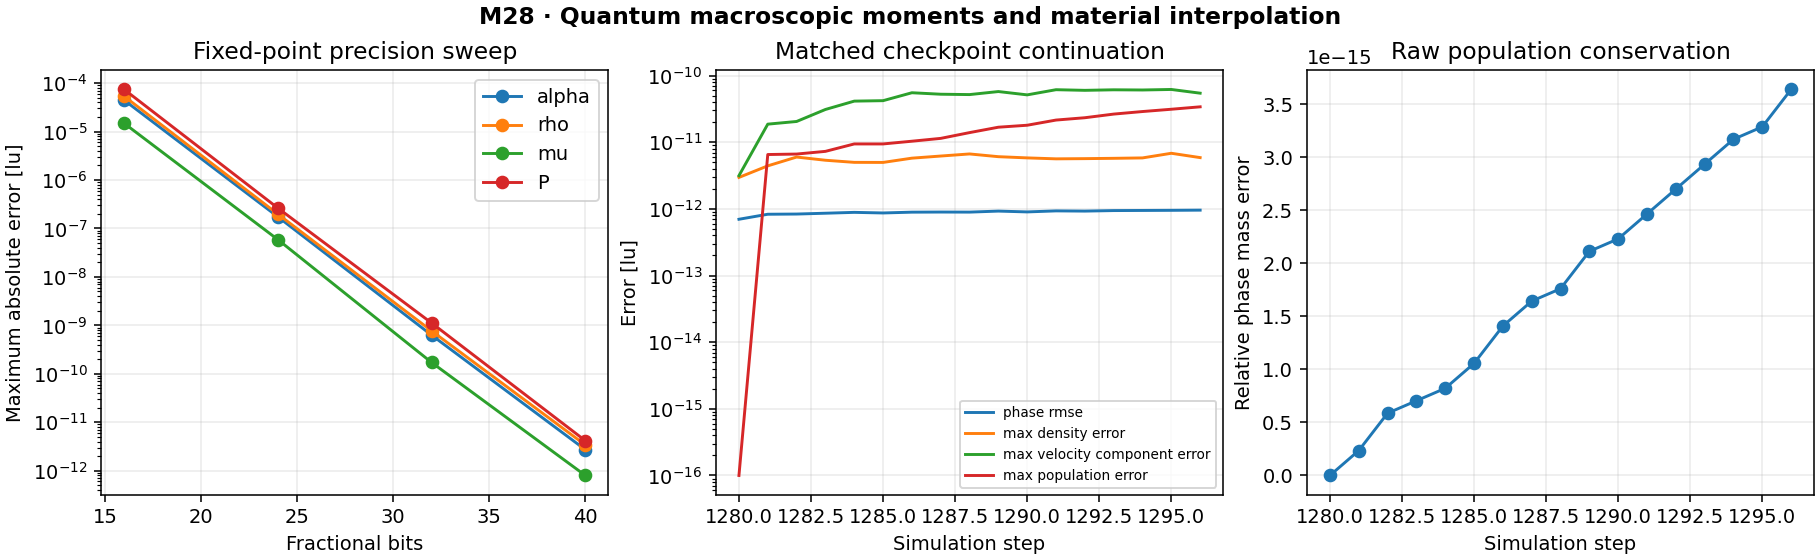 M28 · Quantum macroscopic moments and material interpolation
Fixed-point precision sweep
Maximum absolute error [lu]
10⁻⁴
10⁻⁵
10⁻⁶
10⁻⁷
10⁻⁸
10⁻⁹
10⁻¹⁰
10⁻¹¹
10⁻¹²
alpha
rho
mu
P
15 20 25 30 35 40
Fractional bits
Matched checkpoint continuation
Error [lu]
10⁻¹⁰
10⁻¹¹
10⁻¹²
10⁻¹³
10⁻¹⁴
10⁻¹⁵
10⁻¹⁶
phase rmse
max density error
max velocity component error
max population error
1280.0 1282.5 1285.0 1287.5 1290.0 1292.5 1295.0
Simulation step
Raw population conservation
1e−15
Relative phase mass error
3.5
3.0
2.5
2.0
1.5
1.0
0.5
0.0
1280.0 1282.5 1285.0 1287.5 1290.0 1292.5 1295.0
Simulation step